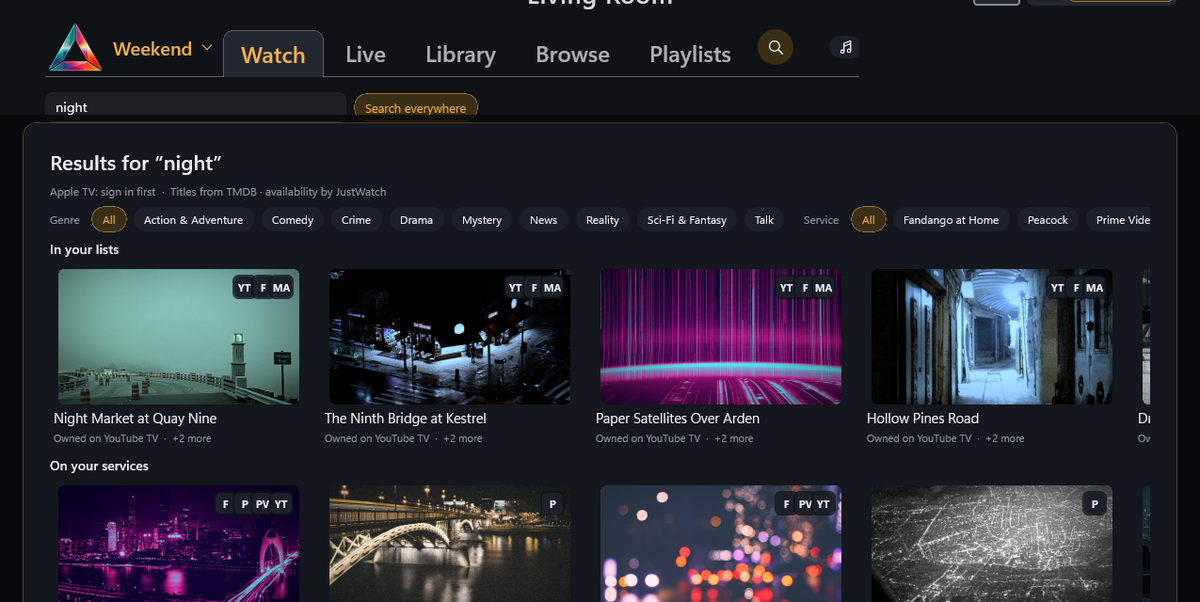 Living Room
Weekend
Watch
Live
Library
Browse
Playlists
night
Search everywhere
Results for “night”
Apple TV: sign in first · Titles from TMDB · availability by JustWatch
Genre All Action & Adventure Comedy Crime Drama Mystery News Reality Sci-Fi & Fantasy Talk Service All Fandango at Home Peacock Prime Vide
In your lists
YT F MA
YT F MA
YT F MA
YT F MA
Night Market at Quay Nine
The Ninth Bridge at Kestrel
Paper Satellites Over Arden
Hollow Pines Road
Owned on YouTube TV · +2 more
Owned on YouTube TV · +2 more
Owned on YouTube TV · +2 more
Owned on YouTube TV · +2 more
On your services
F P PV YT
P
F PV YT
P